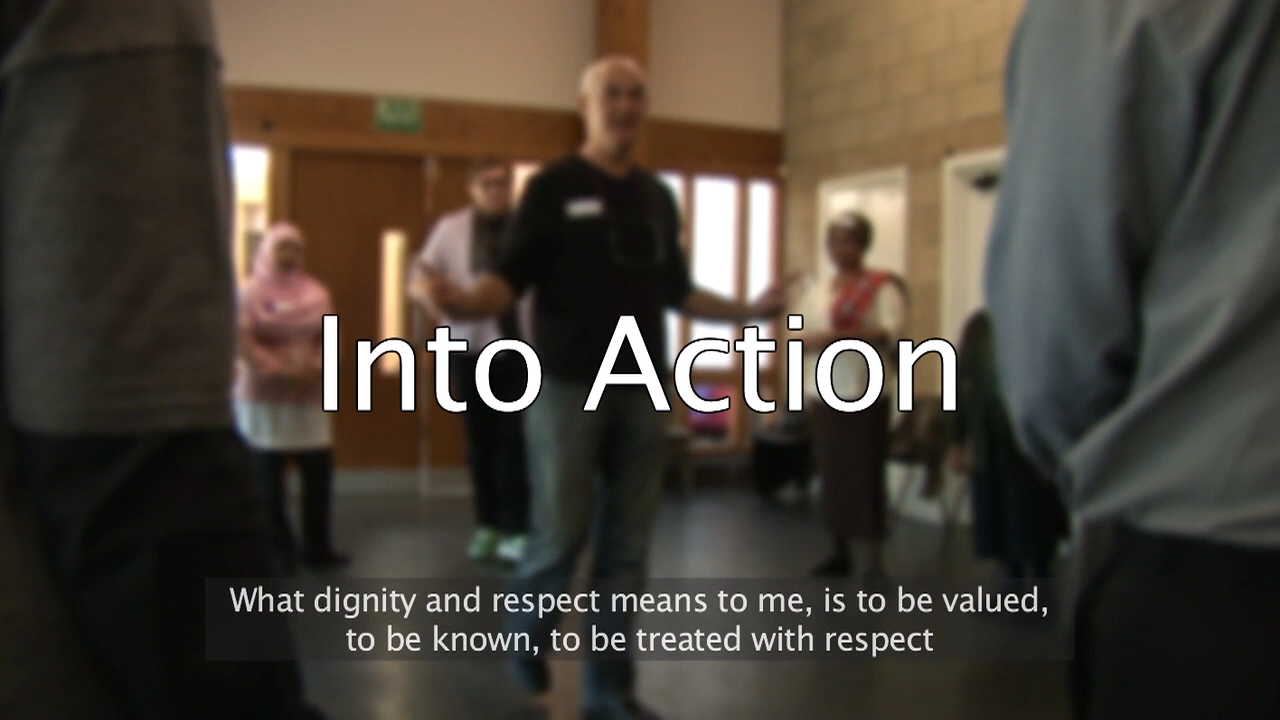 Into Action
What dignity and respect means to me, is to be valued,
to be known, to be treated with respect